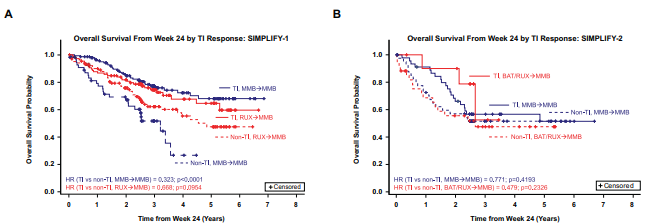 A
Overall Survival From Week 24 by TI Response: SIMPLIFY-1
Overall Survival Probability
1.0
0.8
0.6
0.4
0.2
0.0
TI, MMB→MMB
TI, RUX→MMB
Non-TI, RUX→MMB
Non-TI, MMB→MMB
HR (TI vs non-TI, MMB→MMB) = 0.323; p<0.0001
HR (TI vs non-TI, RUX→MMB) = 0.668; p=0.0954
+ Censored
0 1 2 3 4 5 6 7 8
Time from Week 24 (Years)
B
Overall Survival From Week 24 by TI Response: SIMPLIFY-2
Overall Survival Probability
1.0
0.8
0.6
0.4
0.2
0.0
TI, BAT/RUX→MMB
TI, MMB→MMB
Non-TI, MMB→MMB
Non-TI, BAT/RUX→MMB
HR (TI vs non-TI, MMB→MMB) = 0.771; p=0.4193
HR (TI vs non-TI, BAT/RUX→MMB) = 0.479; p=0.2326
+ Censored
0 1 2 3 4 5 6 7 8
Time from Week 24 (Years)